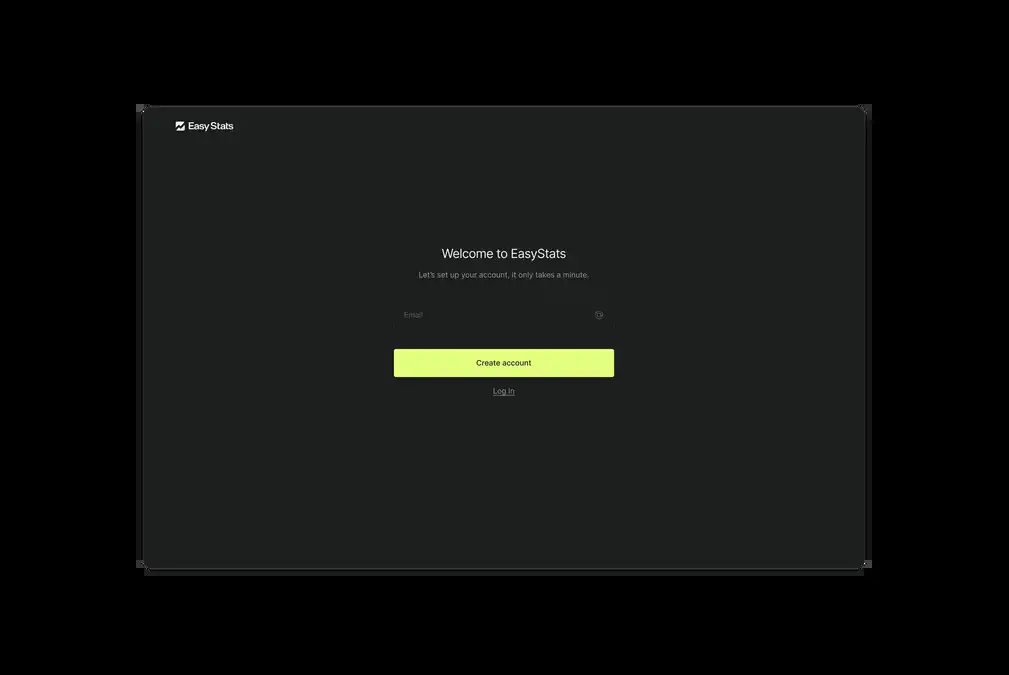 Easy Stats
Welcome to EasyStats
Let's set up your account, it only takes a minute.
Email
Create account
Log In